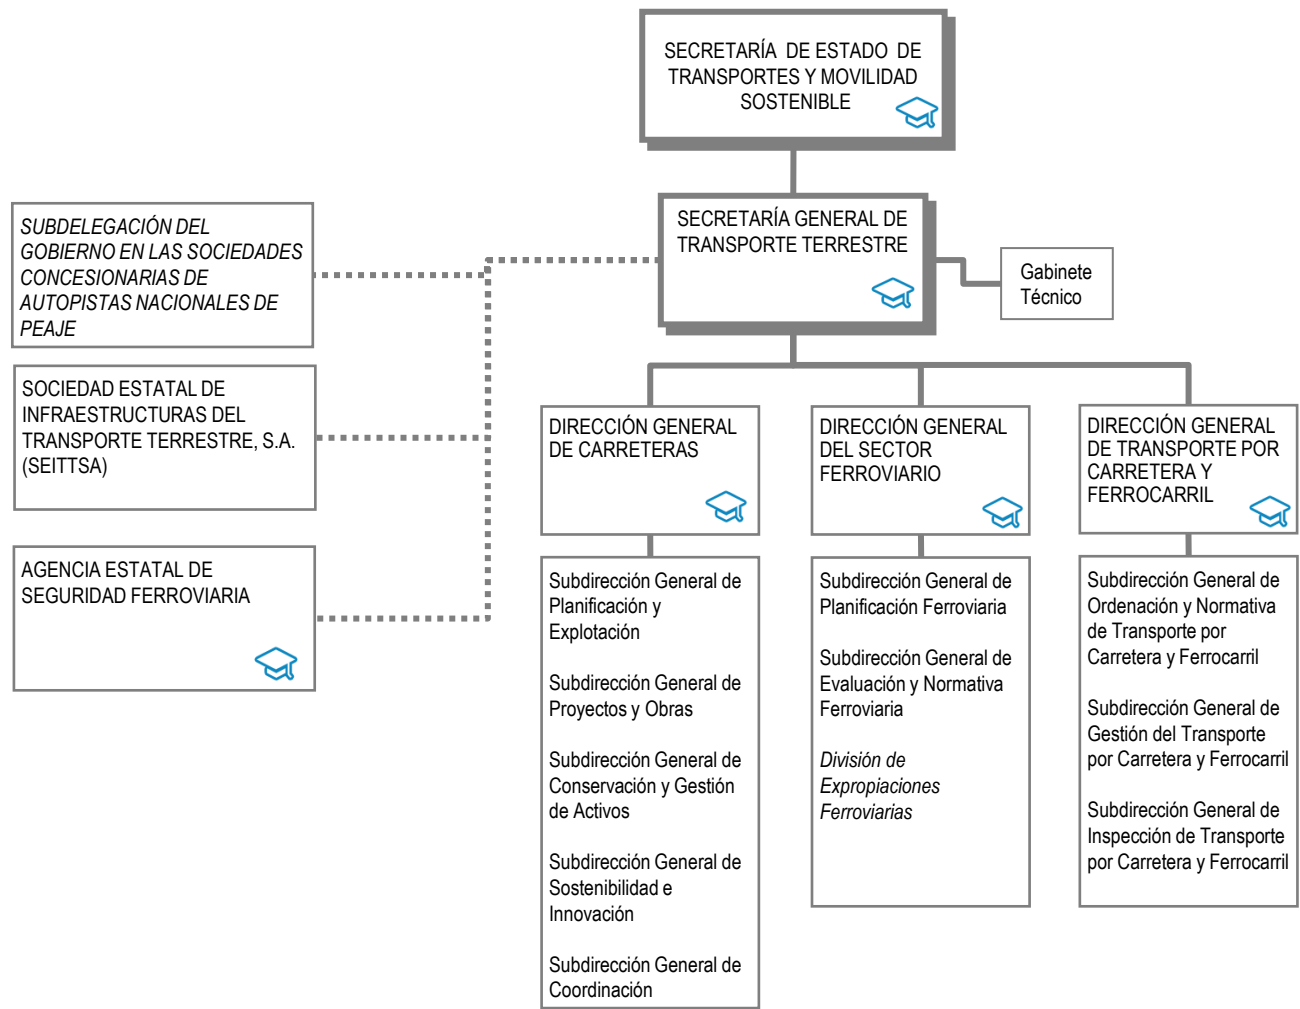 SECRETARÍA DE ESTADO DE
TRANSPORTES Y MOVILIDAD
SOSTENIBLE
SECRETARÍA GENERAL DE
TRANSPORTE TERRESTRE
Gabinete
Técnico
SUBDELEGACIÓN DEL
GOBIERNO EN LAS SOCIEDADES
CONCESIONARIAS DE
AUTOPISTAS NACIONALES DE
PEAJE
SOCIEDAD ESTATAL DE
INFRAESTRUCTURAS DEL
TRANSPORTE TERRESTRE, S.A.
(SEITTSA)
AGENCIA ESTATAL DE
SEGURIDAD FERROVIARIA
DIRECCIÓN GENERAL
DE CARRETERAS
Subdirección General de
Planificación y
Explotación
Subdirección General de
Proyectos y Obras
Subdirección General de
Conservación y Gestión
de Activos
Subdirección General de
Sostenibilidad e
Innovación
Subdirección General de
Coordinación
DIRECCIÓN GENERAL
DEL SECTOR
FERROVIARIO
Subdirección General de
Planificación Ferroviaria
Subdirección General de
Evaluación y Normativa
Ferroviaria
División de
Expropiaciones
Ferroviarias
DIRECCIÓN GENERAL
DE TRANSPORTE POR
CARRETERA Y
FERROCARRIL
Subdirección General de
Ordenación y Normativa
de Transporte por
Carretera y Ferrocarril
Subdirección General de
Gestión del Transporte
por Carretera y Ferrocarril
Subdirección General de
Inspección de Transporte
por Carretera y Ferrocarril